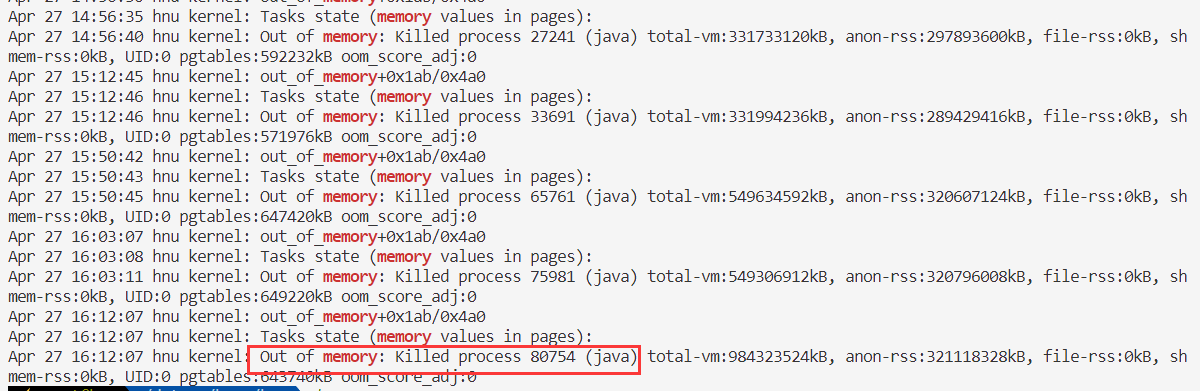 Apr 27 14:56:35 hnu kernel: Tasks state (memory values in pages):
Apr 27 14:56:40 hnu kernel: Out of memory: Killed process 27241 (java) total-vm:331733120kB, anon-rss:297893600kB, file-rss:0kB, sh
mem-rss:0kB, UID:0 pgtables:592232kB oom_score_adj:0
Apr 27 15:12:45 hnu kernel: out_of_memory+0x1ab/0x4a0
Apr 27 15:12:46 hnu kernel: Tasks state (memory values in pages):
Apr 27 15:12:46 hnu kernel: Out of memory: Killed process 33691 (java) total-vm:331994236kB, anon-rss:289429416kB, file-rss:0kB, sh
mem-rss:0kB, UID:0 pgtables:571976kB oom_score_adj:0
Apr 27 15:50:42 hnu kernel: out_of_memory+0x1ab/0x4a0
Apr 27 15:50:43 hnu kernel: Tasks state (memory values in pages):
Apr 27 15:50:45 hnu kernel: Out of memory: Killed process 65761 (java) total-vm:549634592kB, anon-rss:320607124kB, file-rss:0kB, sh
mem-rss:0kB, UID:0 pgtables:647420kB oom_score_adj:0
Apr 27 16:03:07 hnu kernel: out_of_memory+0x1ab/0x4a0
Apr 27 16:03:08 hnu kernel: Tasks state (memory values in pages):
Apr 27 16:03:11 hnu kernel: Out of memory: Killed process 75981 (java) total-vm:549306912kB, anon-rss:320796008kB, file-rss:0kB, sh
mem-rss:0kB, UID:0 pgtables:649220kB oom_score_adj:0
Apr 27 16:12:07 hnu kernel: out_of_memory+0x1ab/0x4a0
Apr 27 16:12:07 hnu kernel: Tasks state (memory values in pages):
Apr 27 16:12:07 hnu kernel: Out of memory: Killed process 80754 (java) total-vm:984323524kB, anon-rss:321118328kB, file-rss:0kB, sh
mem-rss:0kB, UID:0 pgtables:643740kB oom_score_adj:0